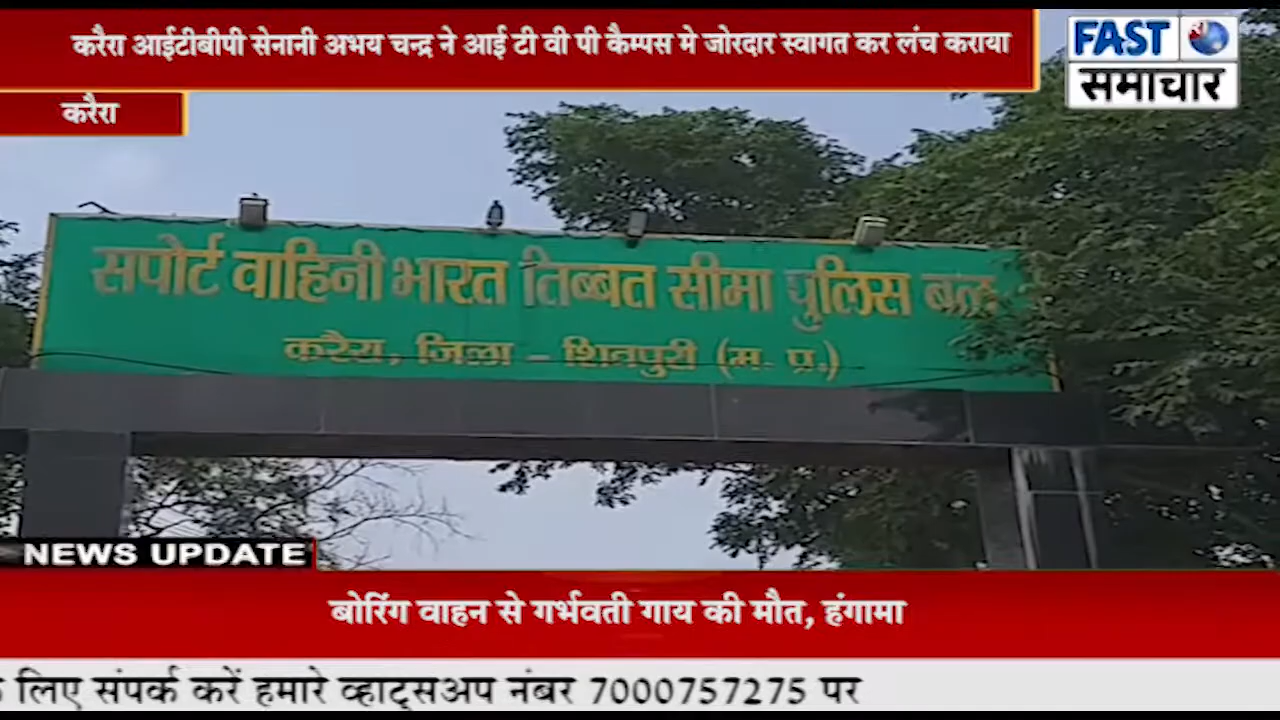 करैरा आईटीबीपी सेनानी अभय चन्द्र ने आई टी वी पी कैम्पस मे जोरदार स्वागत कर लंच कराया
FAST
समाचार
करैरा
सपोर्ट वाहिनी भारत तिब्बत सीमा पुलिस बल
करैरा, जिला – शिवपुरी (म. प्र.)
NEWS UPDATE
बोरिंग वाहन से गर्भवती गाय की मौत, हंगामा
लिए संपर्क करें हमारे व्हाट्सअप नंबर 7000757275 पर